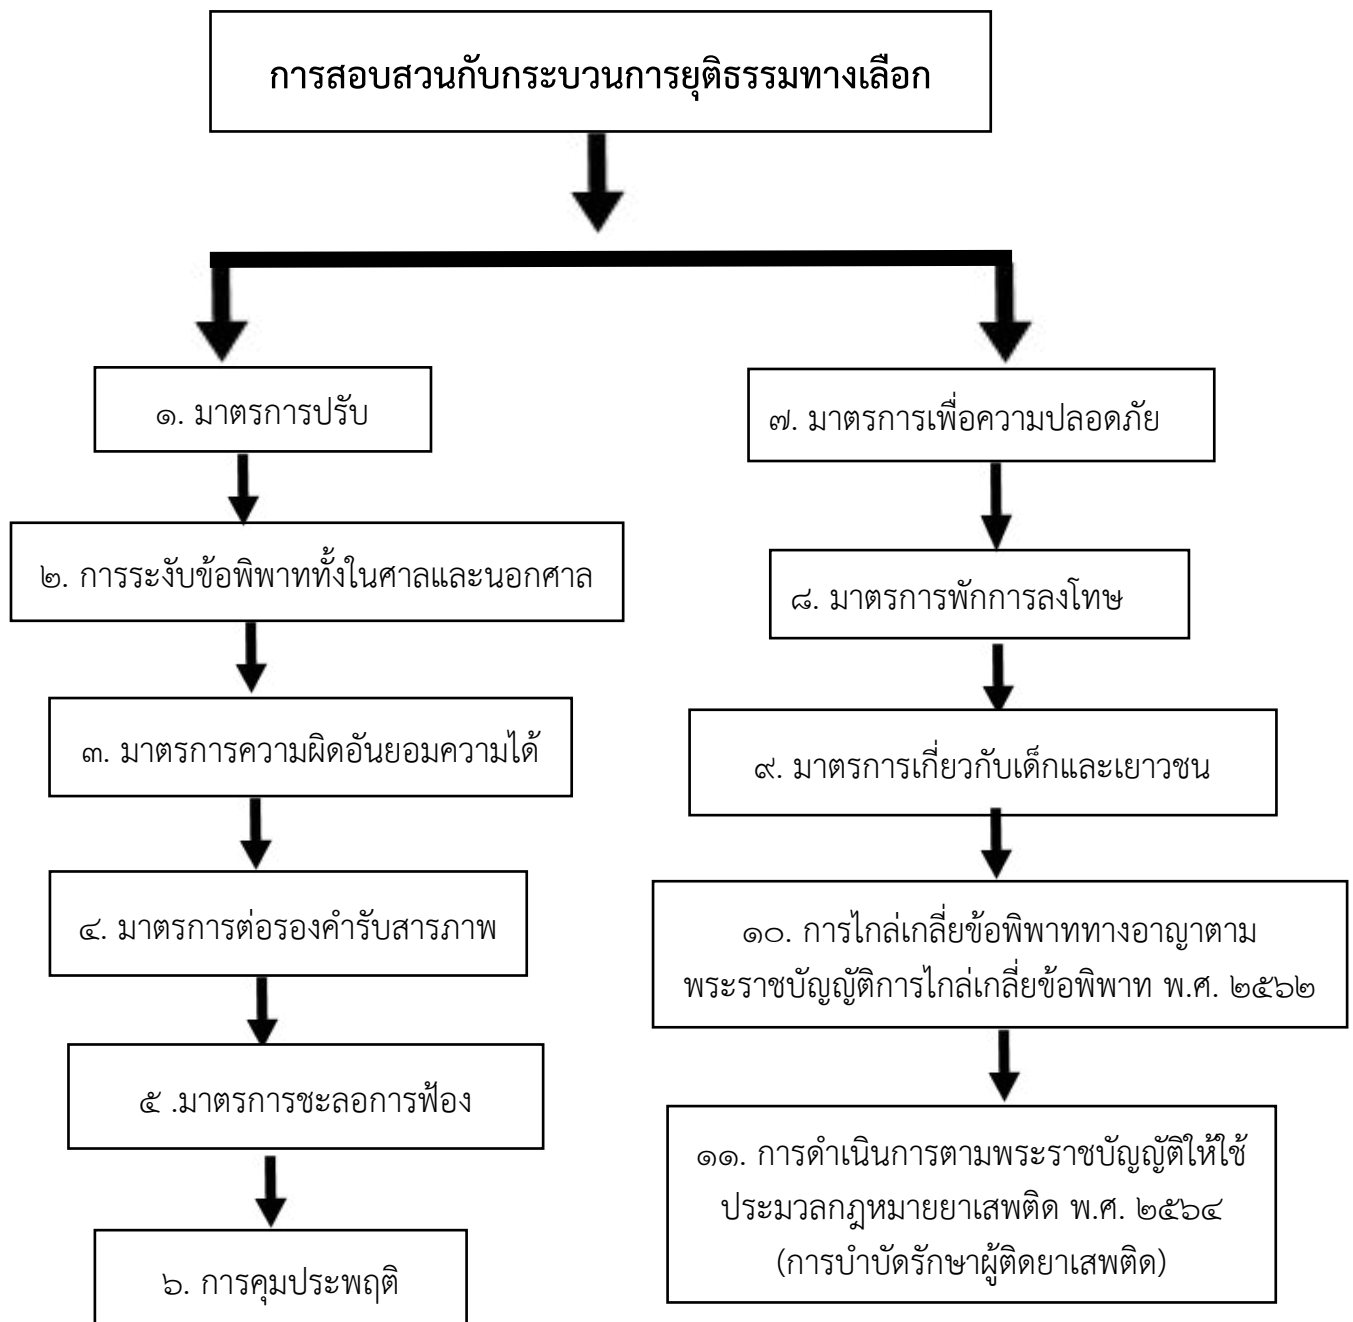 การสอบสวนกับกระบวนการยุติธรรมทางเลือก
๑. มาตรการปรับ
๒. การระงับข้อพิพาททั้งในศาลและนอกศาล
๓. มาตรการความผิดอันยอมความได้
๔. มาตรการต่อรองคำรับสารภาพ
๕ .มาตรการชะลอการฟ้อง
๖. การคุมประพฤติ
๗. มาตรการเพื่อความปลอดภัย
๘. มาตรการพักการลงโทษ
๙. มาตรการเกี่ยวกับเด็กและเยาวชน
๑๐. การไกล่เกลี่ยข้อพิพาททางอาญาตาม
พระราชบัญญัติการไกล่เกลี่ยข้อพิพาท พ.ศ. ๒๕๖๒
๑๑. การดำเนินการตามพระราชบัญญัติให้ใช้
ประมวลกฎหมายยาเสพติด พ.ศ. ๒๕๖๔
(การบำบัดรักษาผู้ติดยาเสพติด)